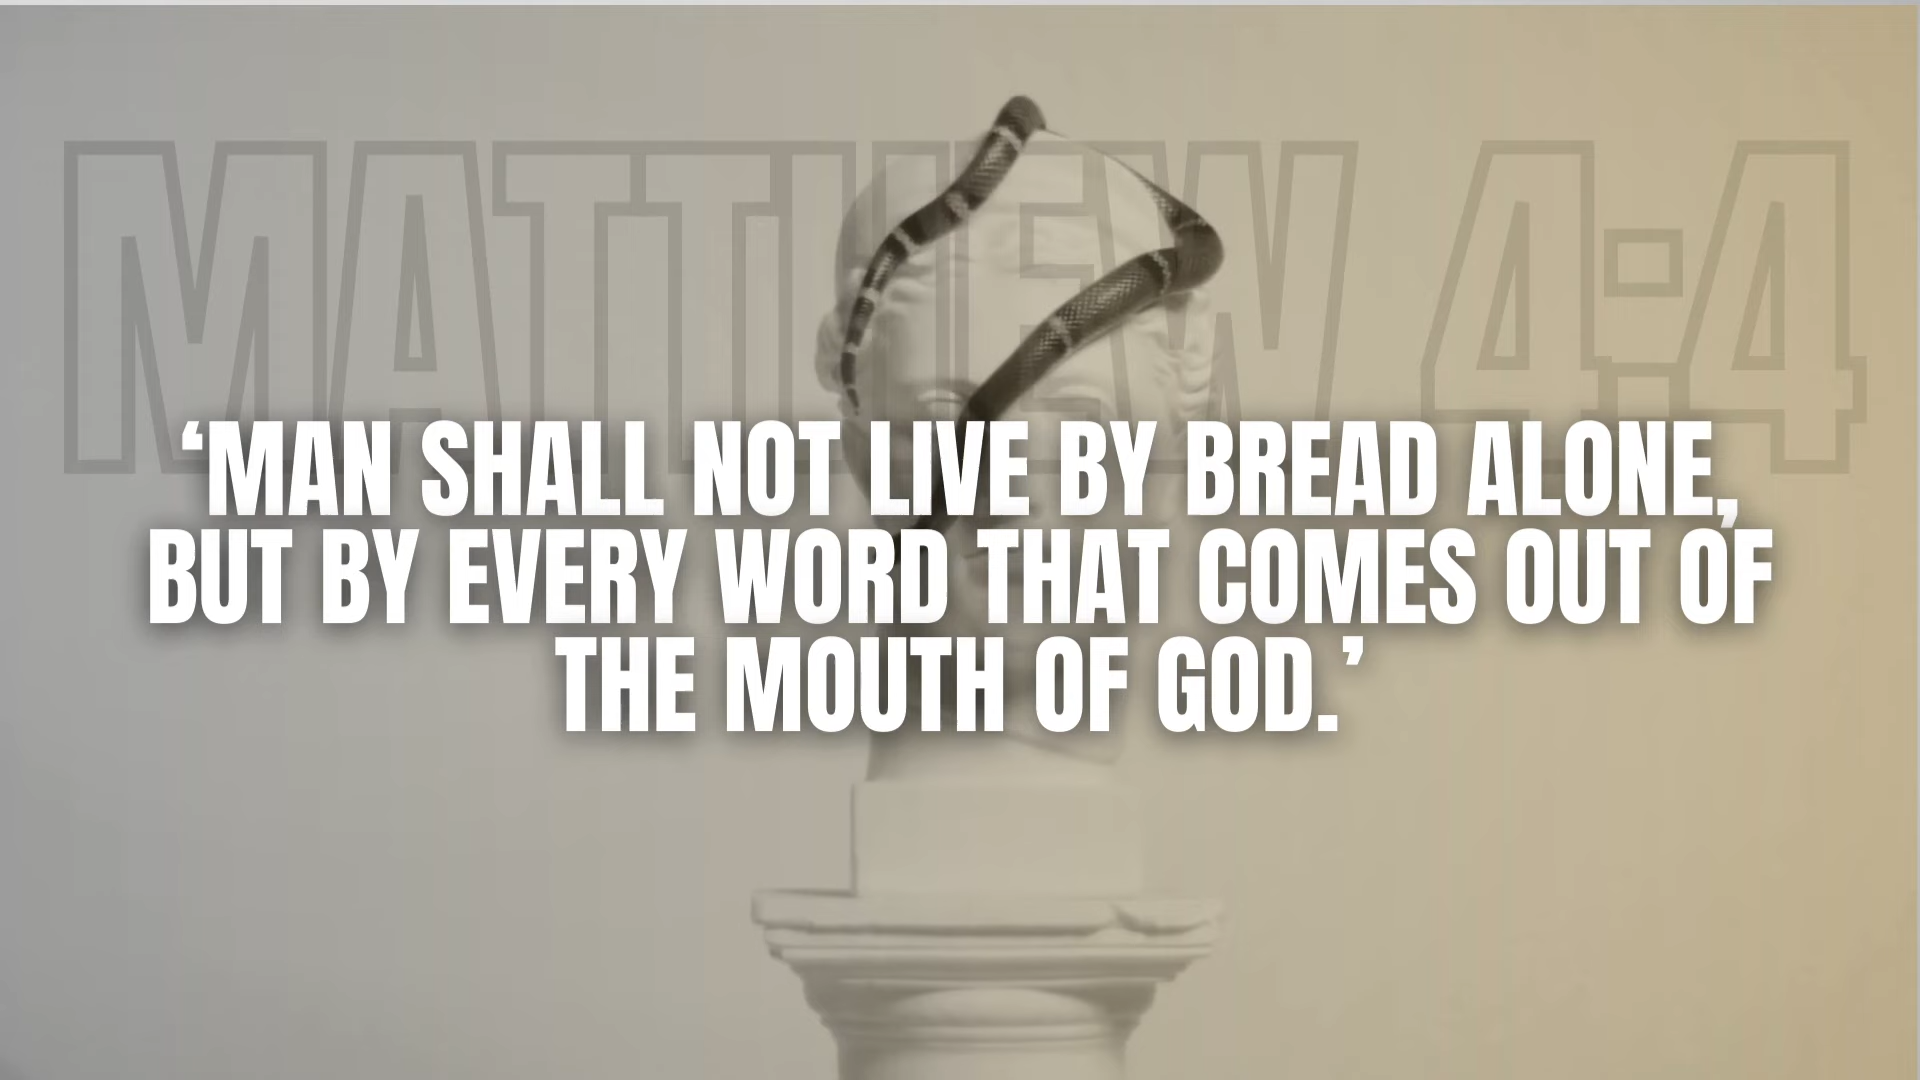 MATTHEW 4:4
‘MAN SHALL NOT LIVE BY BREAD ALONE,
BUT BY EVERY WORD THAT COMES OUT OF
THE MOUTH OF GOD.’